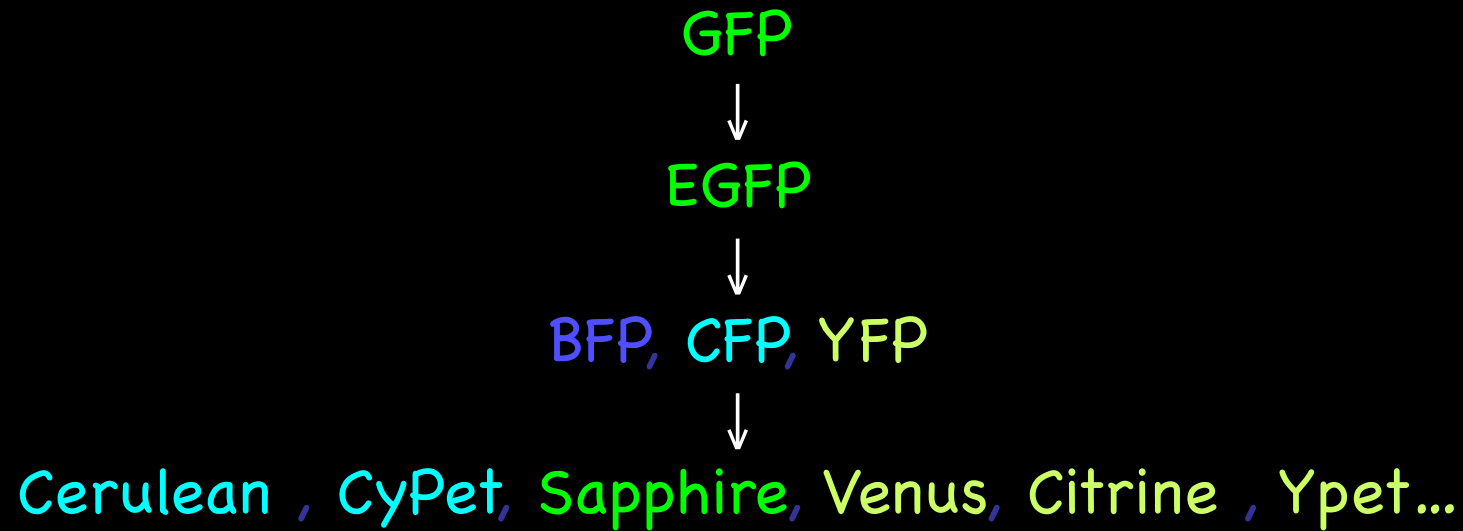 GFP
EGFP
BFP, CFP, YFP
Cerulean , CyPet, Sapphire, Venus, Citrine , Ypet...